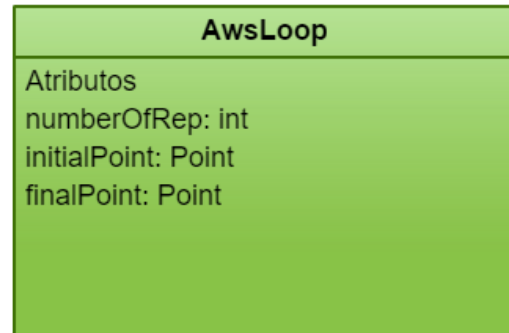 AwsLoop
Atributos
numberOfRep: int
initialPoint: Point
finalPoint: Point